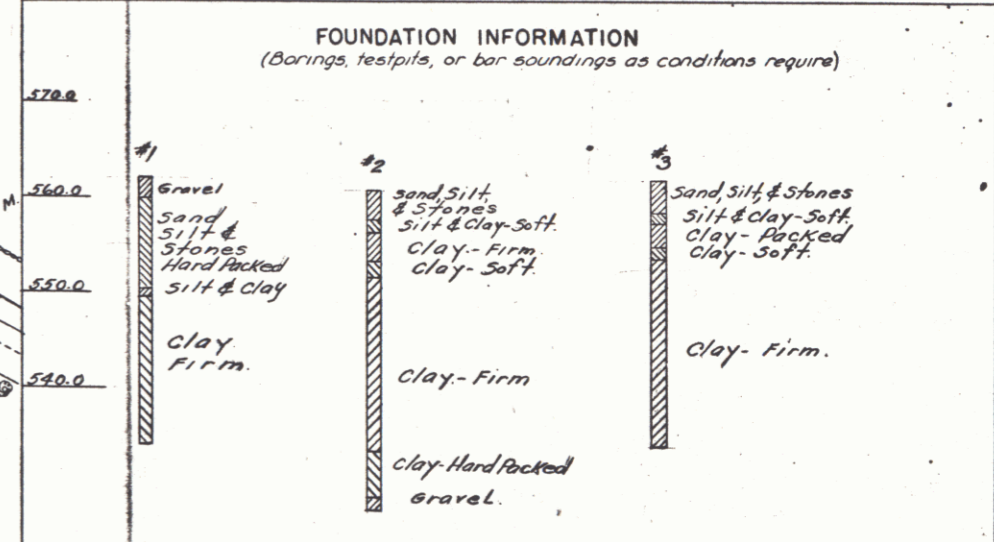 FOUNDATION INFORMATION
(Borings, testpits, or bar soundings as conditions require)
570.0
560.0
550.0
540.0
M.
#1
Gravel
Sand
Silt &
Stones
Hard Packed
Silt & Clay
Clay
Firm.
#2
Sand, Silt,
& Stones
Silt & Clay-Soft.
Clay-Firm.
Clay-Soft.
Clay-Firm
Clay-Hard Packed
Gravel.
#3
Sand, Silt, & Stones
Silt & Clay-Soft.
Clay-Packed
Clay-Soft.
Clay-Firm.